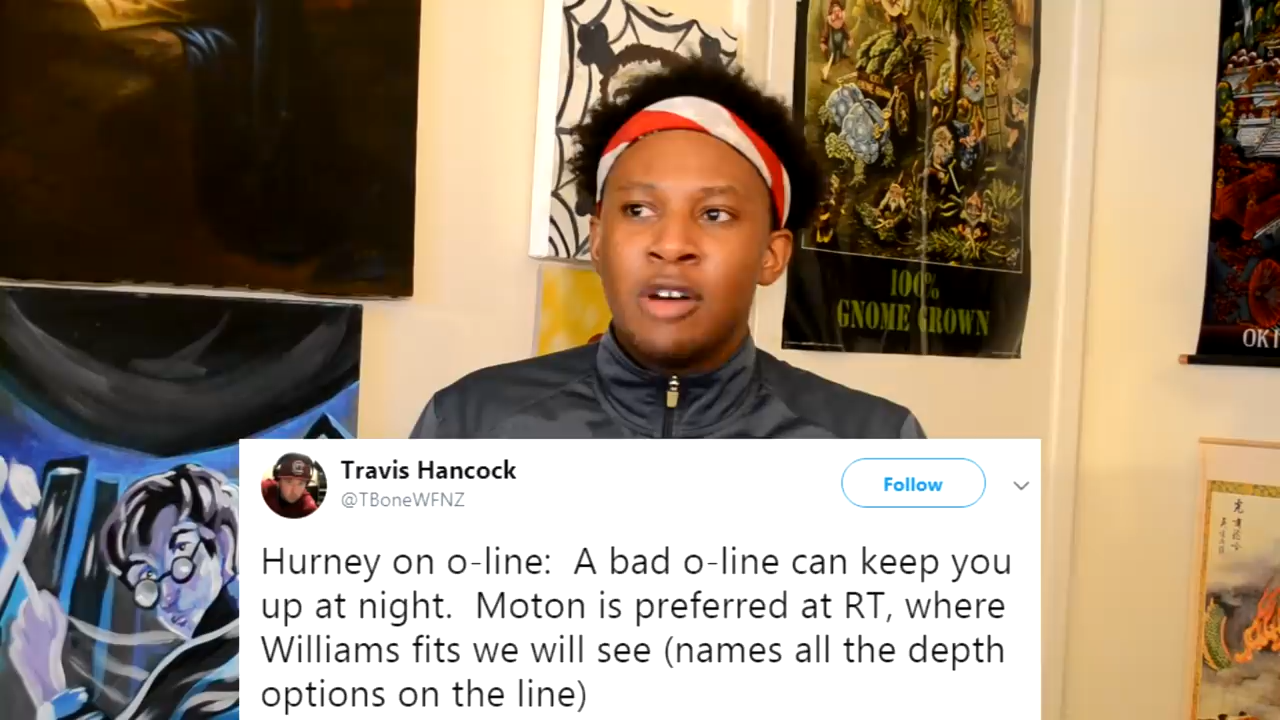 100%
GNOME GROWN
OKI
Travis Hancock
@TBoneWFNZ
Follow
Hurney on o-line: A bad o-line can keep you
up at night. Moton is preferred at RT, where
Williams fits we will see (names all the depth
options on the line)